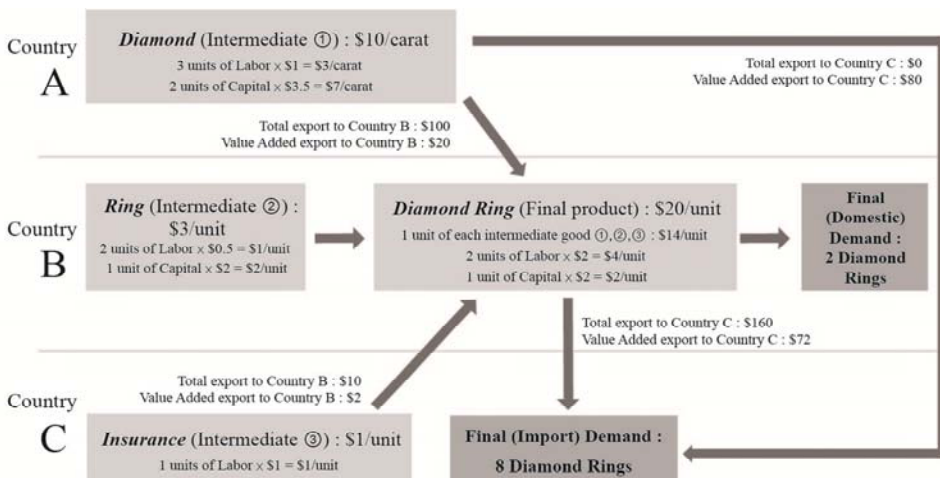 Country
A
Diamond (Intermediate ①) : $10/carat
3 units of Labor × $1 = $3/carat
2 units of Capital × $3.5 = $7/carat
Total export to Country C : $0
Value Added export to Country C : $80
Total export to Country B : $100
Value Added export to Country B : $20
Country
B
Ring (Intermediate ②) :
$3/unit
2 units of Labor × $0.5 = $1/unit
1 unit of Capital × $2 = $2/unit
Diamond Ring (Final product) : $20/unit
1 unit of each intermediate good ①,②,③ : $14/unit
2 units of Labor × $2 = $4/unit
1 unit of Capital × $2 = $2/unit
Final
(Domestic)
Demand :
2 Diamond
Rings
Total export to Country C : $160
Value Added export to Country C : $72
Country
C
Total export to Country B : $10
Value Added export to Country B : $2
Insurance (Intermediate ③) : $1/unit
1 units of Labor × $1 = $1/unit
Final (Import) Demand :
8 Diamond Rings